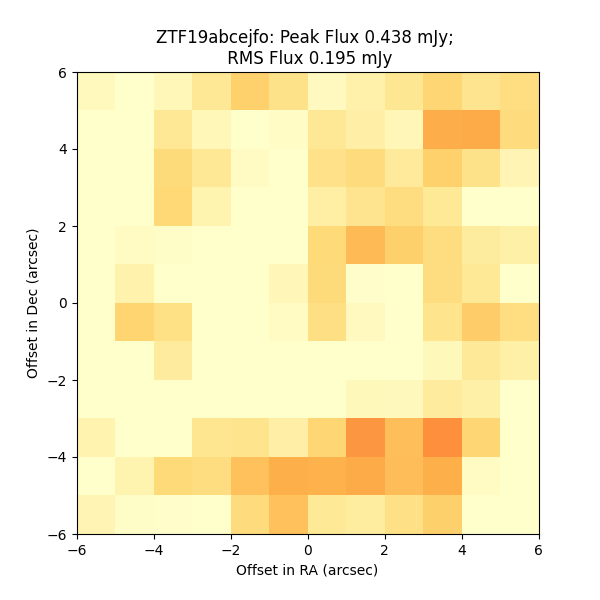 ZTF19abcejfo: Peak Flux 0.438 mJy;
RMS Flux 0.195 mJy
6
4
2
0
−2
−4
−6
Offset in Dec (arcsec)
−6 −4 −2 0 2 4 6
Offset in RA (arcsec)